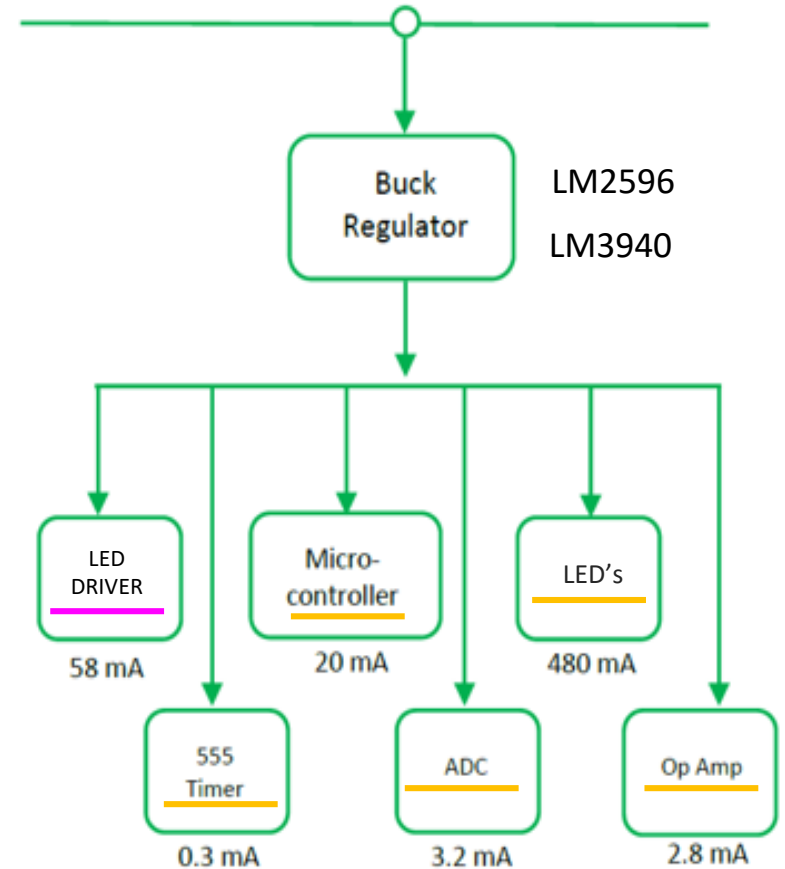 Buck
Regulator
LM2596
LM3940
LED
DRIVER
58 mA
Micro-
controller
20 mA
LED's
480 mA
555
Timer
0.3 mA
ADC
3.2 mA
Op Amp
2.8 mA